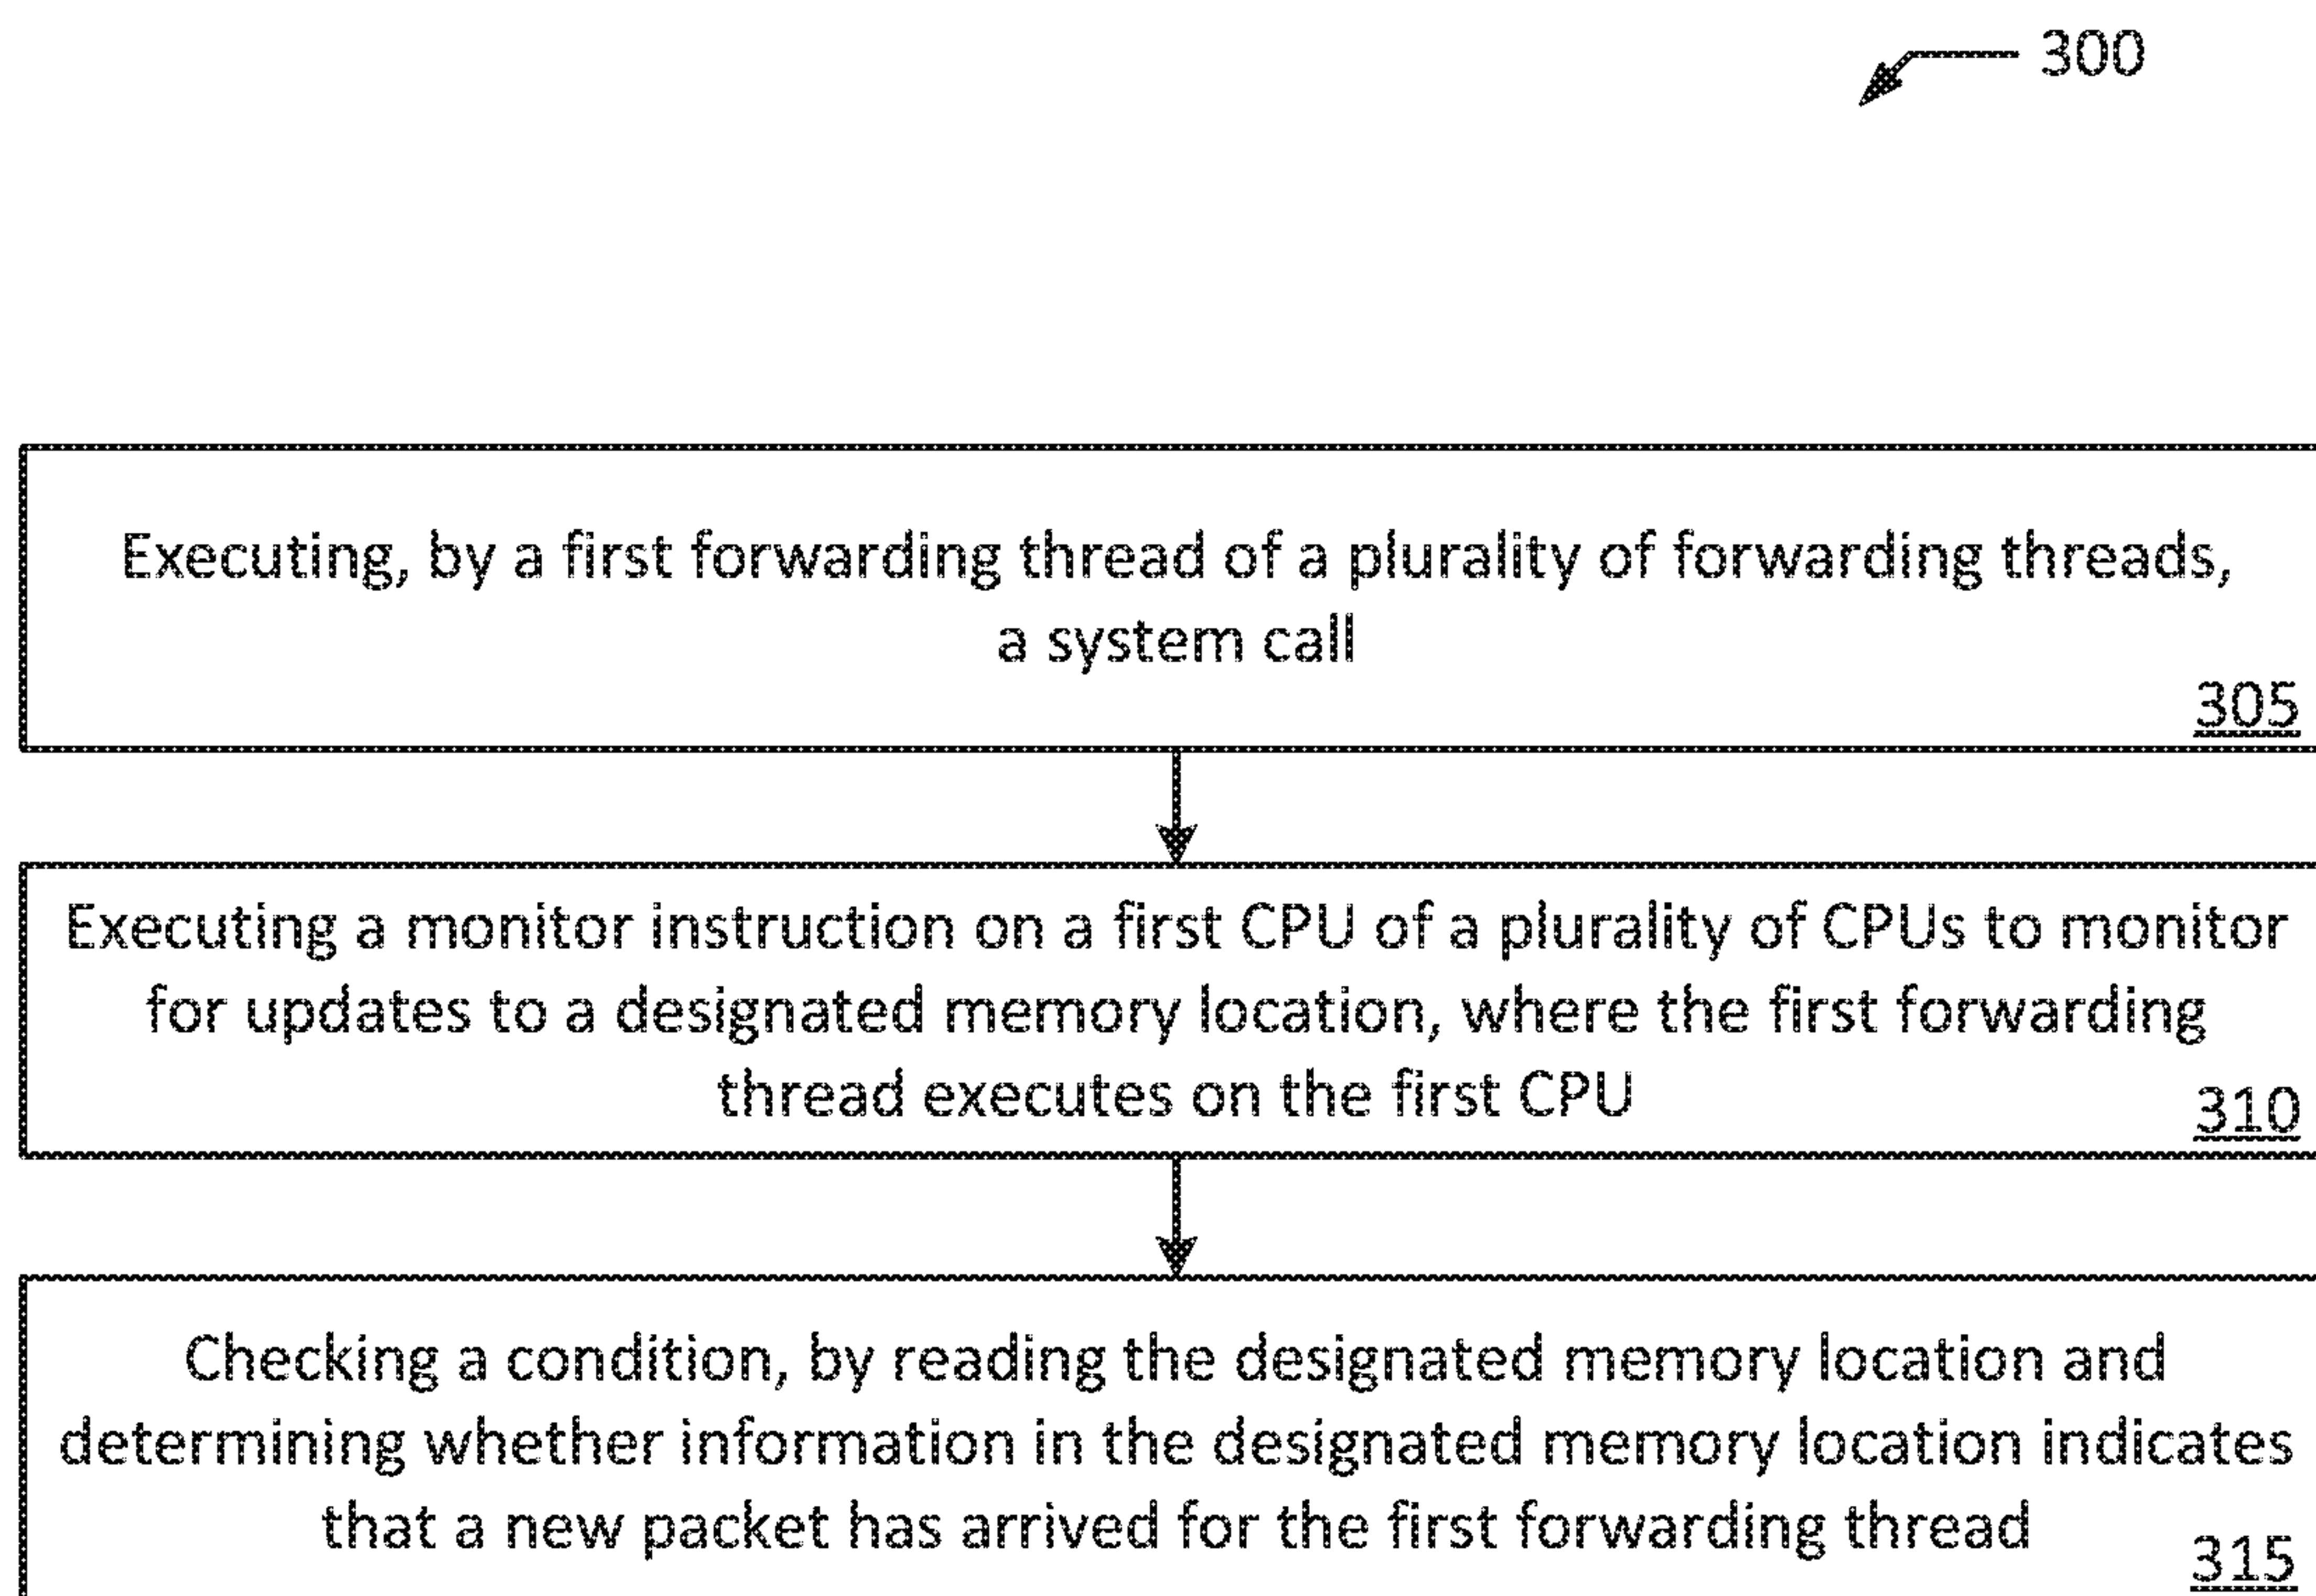 300
Executing, by a first forwarding thread of a plurality of forwarding threads,
a system call
305
Executing a monitor instruction on a first CPU of a plurality of CPUs to monitor
for updates to a designated memory location, where the first forwarding
thread executes on the first CPU
310
Checking a condition, by reading the designated memory location and
determining whether information in the designated memory location indicates
that a new packet has arrived for the first forwarding thread
315